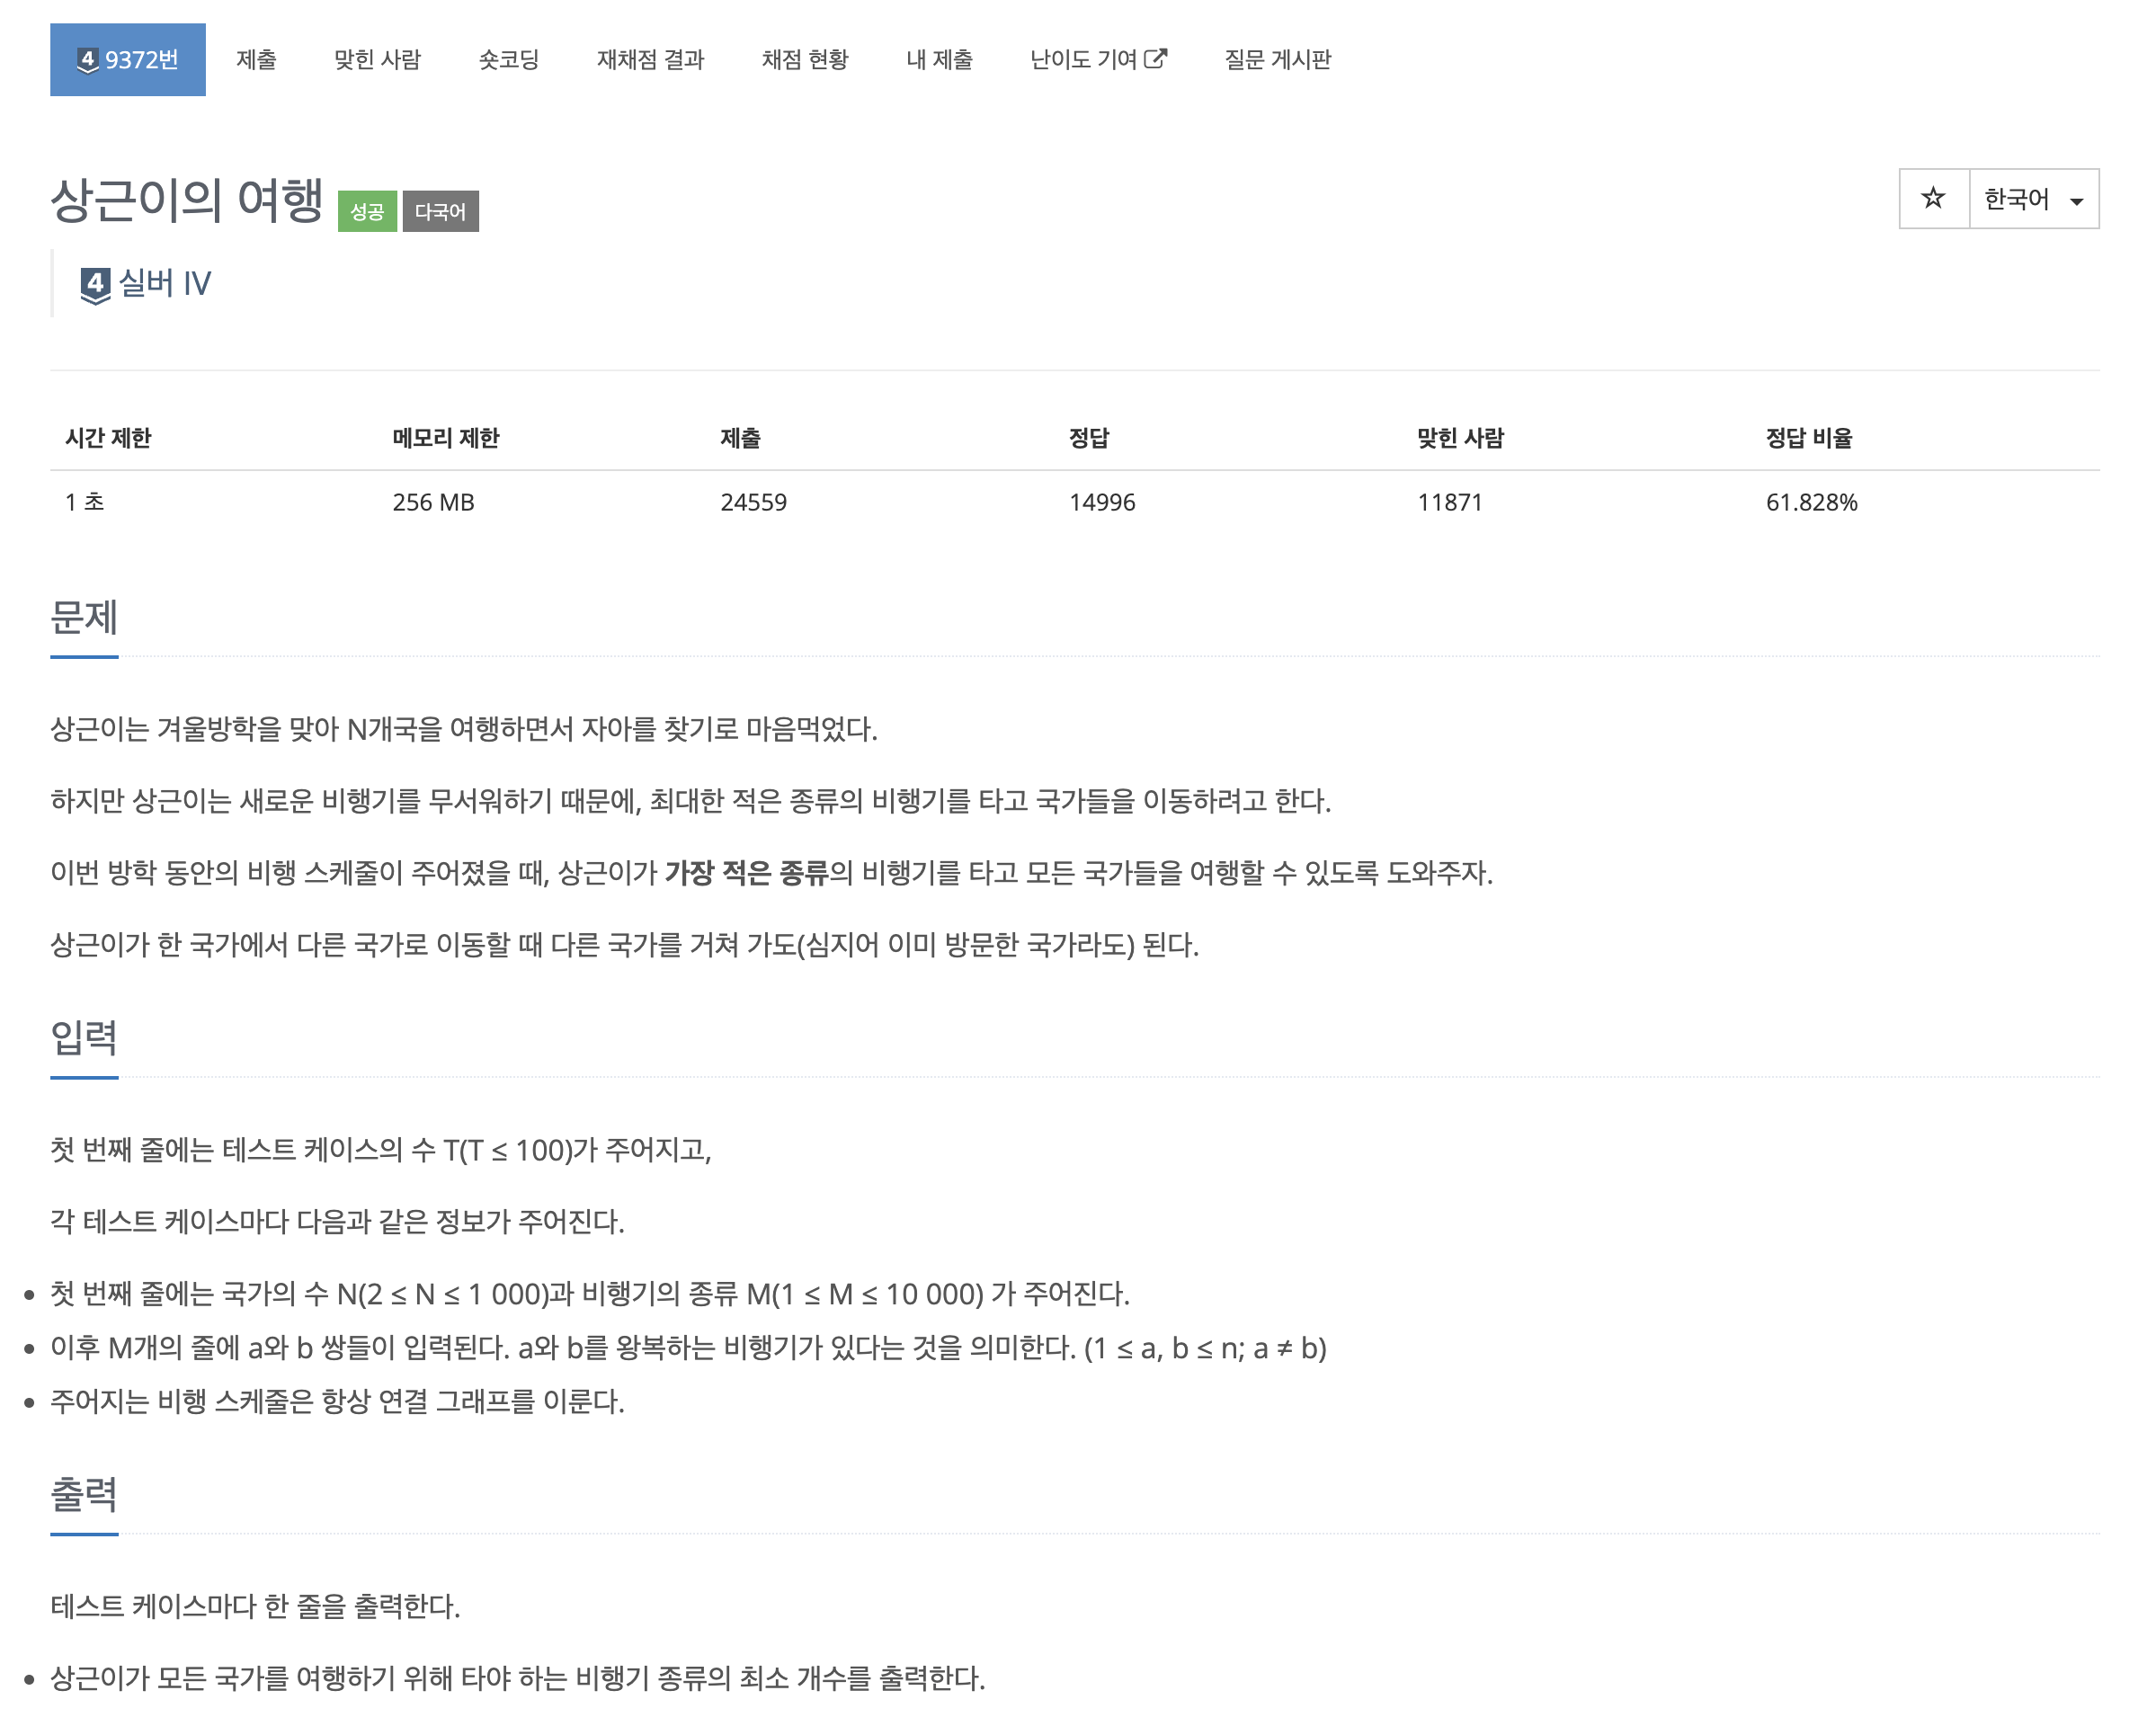 4 9372번 제출 맞힌 사람 숏코딩 재채점 결과 채점 현황 내 제출 난이도 기여 질문 게시판
상근이의 여행 성공 다국어 ☆ 한국어
4 실버 IV
시간 제한 메모리 제한 제출 정답 맞힌 사람 정답 비율
1 초 256 MB 24559 14996 11871 61.828%
문제
상근이는 겨울방학을 맞아 N개국을 여행하면서 자아를 찾기로 마음먹었다.
하지만 상근이는 새로운 비행기를 무서워하기 때문에, 최대한 적은 종류의 비행기를 타고 국가들을 이동하려고 한다.
이번 방학 동안의 비행 스케줄이 주어졌을 때, 상근이가 가장 적은 종류의 비행기를 타고 모든 국가들을 여행할 수 있도록 도와주자.
상근이가 한 국가에서 다른 국가로 이동할 때 다른 국가를 거쳐 가도(심지어 이미 방문한 국가라도) 된다.
입력
첫 번째 줄에는 테스트 케이스의 수 T(T ≤ 100)가 주어지고,
각 테스트 케이스마다 다음과 같은 정보가 주어진다.
• 첫 번째 줄에는 국가의 수 N(2 ≤ N ≤ 1 000)과 비행기의 종류 M(1 ≤ M ≤ 10 000) 가 주어진다.
• 이후 M개의 줄에 a와 b 쌍들이 입력된다. a와 b를 왕복하는 비행기가 있다는 것을 의미한다. (1 ≤ a, b ≤ n; a ≠ b)
• 주어지는 비행 스케줄은 항상 연결 그래프를 이룬다.
출력
테스트 케이스마다 한 줄을 출력한다.
• 상근이가 모든 국가를 여행하기 위해 타야 하는 비행기 종류의 최소 개수를 출력한다.